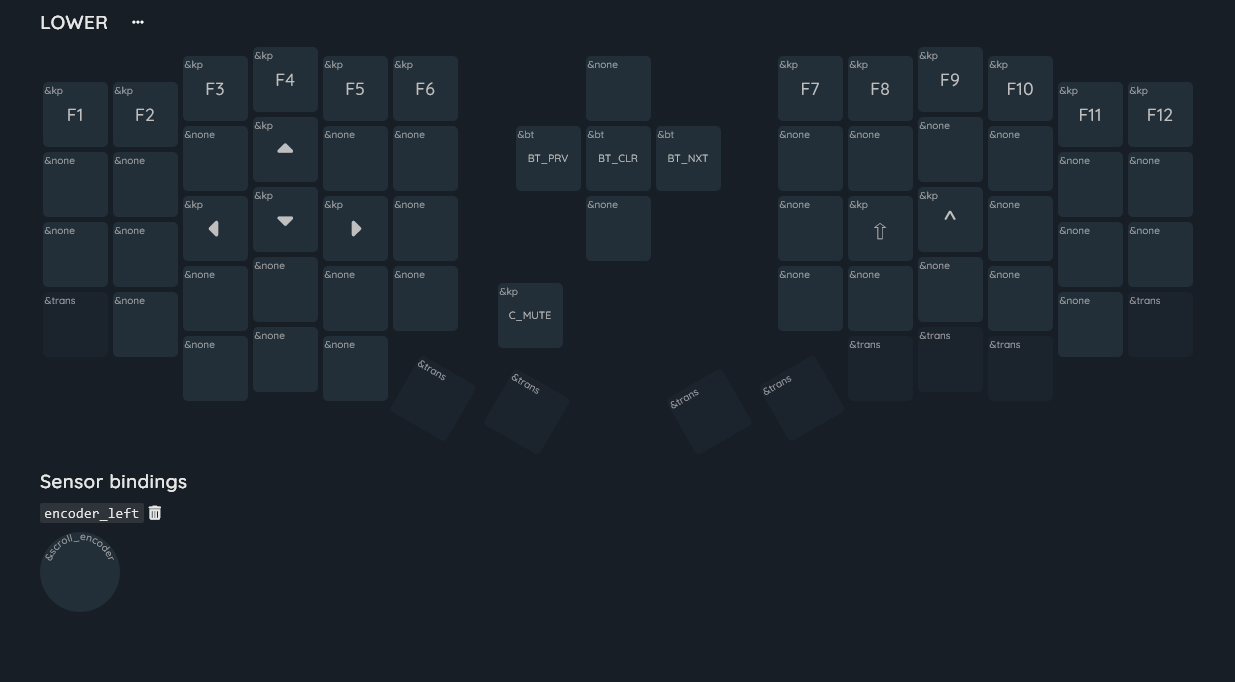 LOWER •••
&kp F1
&kp F2
&kp F3
&kp F4
&kp F5
&kp F6
&none
&kp F7
&kp F8
&kp F9
&kp F10
&kp F11
&kp F12
&none
&none
&none
&kp
&none
&none
&bt BT_PRV
&bt BT_CLR
&bt BT_NXT
&none
&none
&none
&none
&none
&none
&none
&none
&kp
&kp
&kp
&none
&none
&none
&kp ⇧
&kp ^
&none
&none
&none
&trans
&none
&none
&none
&none
&none
&kp C_MUTE
&none
&none
&none
&none
&none
&trans
&none
&none
&none
&trans
&trans
&trans
&trans
&trans
&trans
&trans
Sensor bindings
encoder_left
&scroll_encoder